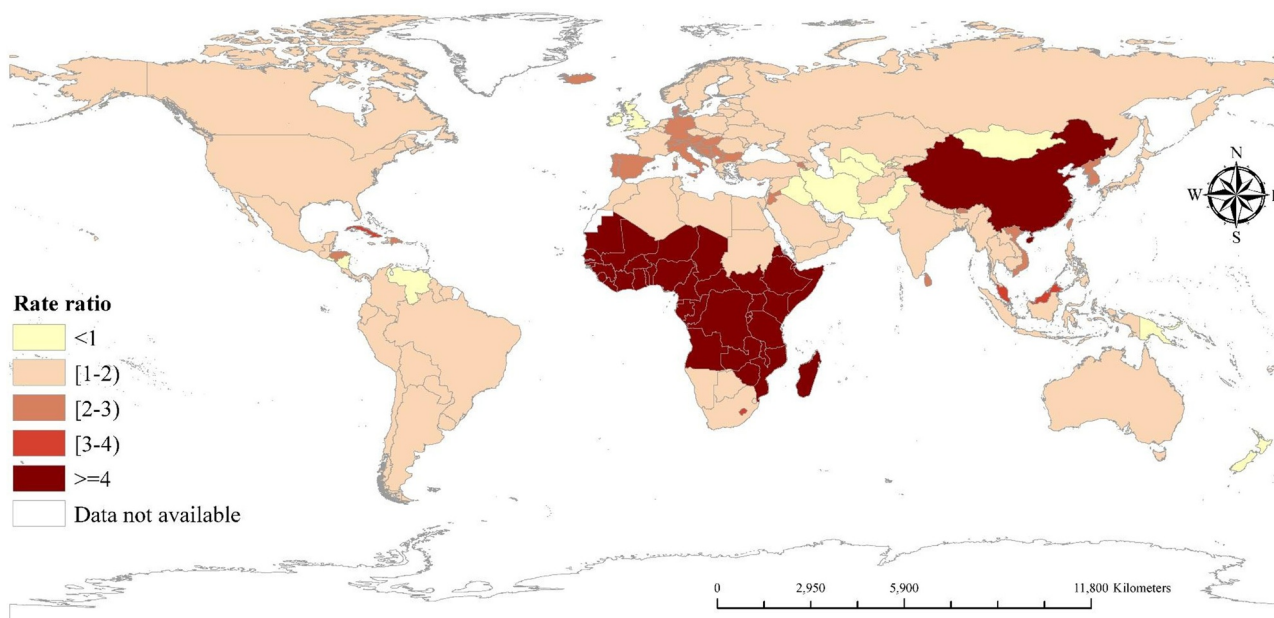 N
W
E
S
Rate ratio
<1
[1-2)
[2-3)
[3-4)
>=4
Data not available
0 2,950 5,900 11,800 Kilometers